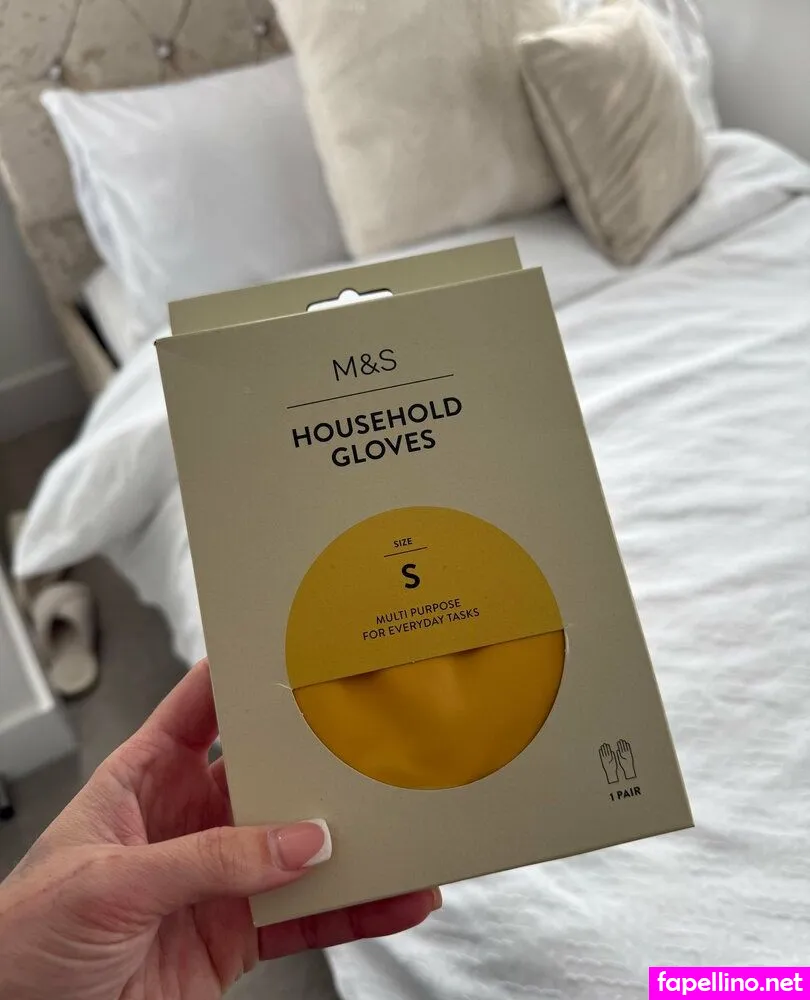 M&S
HOUSEHOLD
GLOVES
SIZE
S
MULTI PURPOSE
FOR EVERYDAY TASKS
1 PAIR
fapellino.net